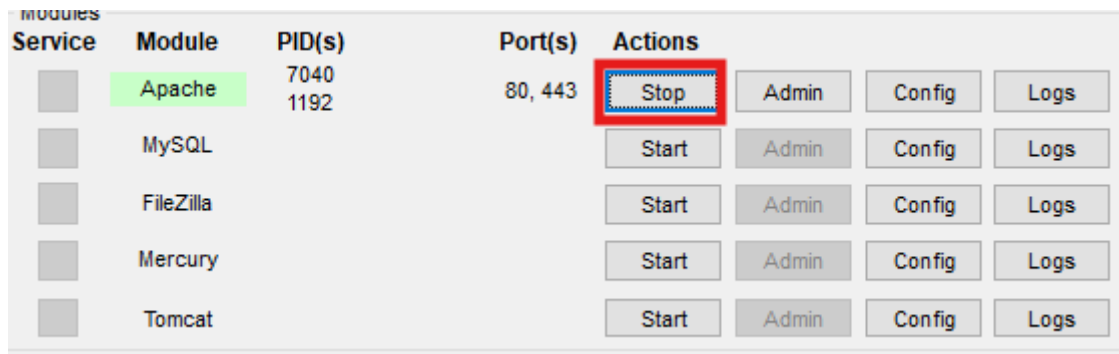 Modules
Service Module PID(s) Port(s) Actions
Apache 7040 1192 80, 443 Stop Admin Config Logs
MySQL Start Admin Config Logs
FileZilla Start Admin Config Logs
Mercury Start Admin Config Logs
Tomcat Start Admin Config Logs